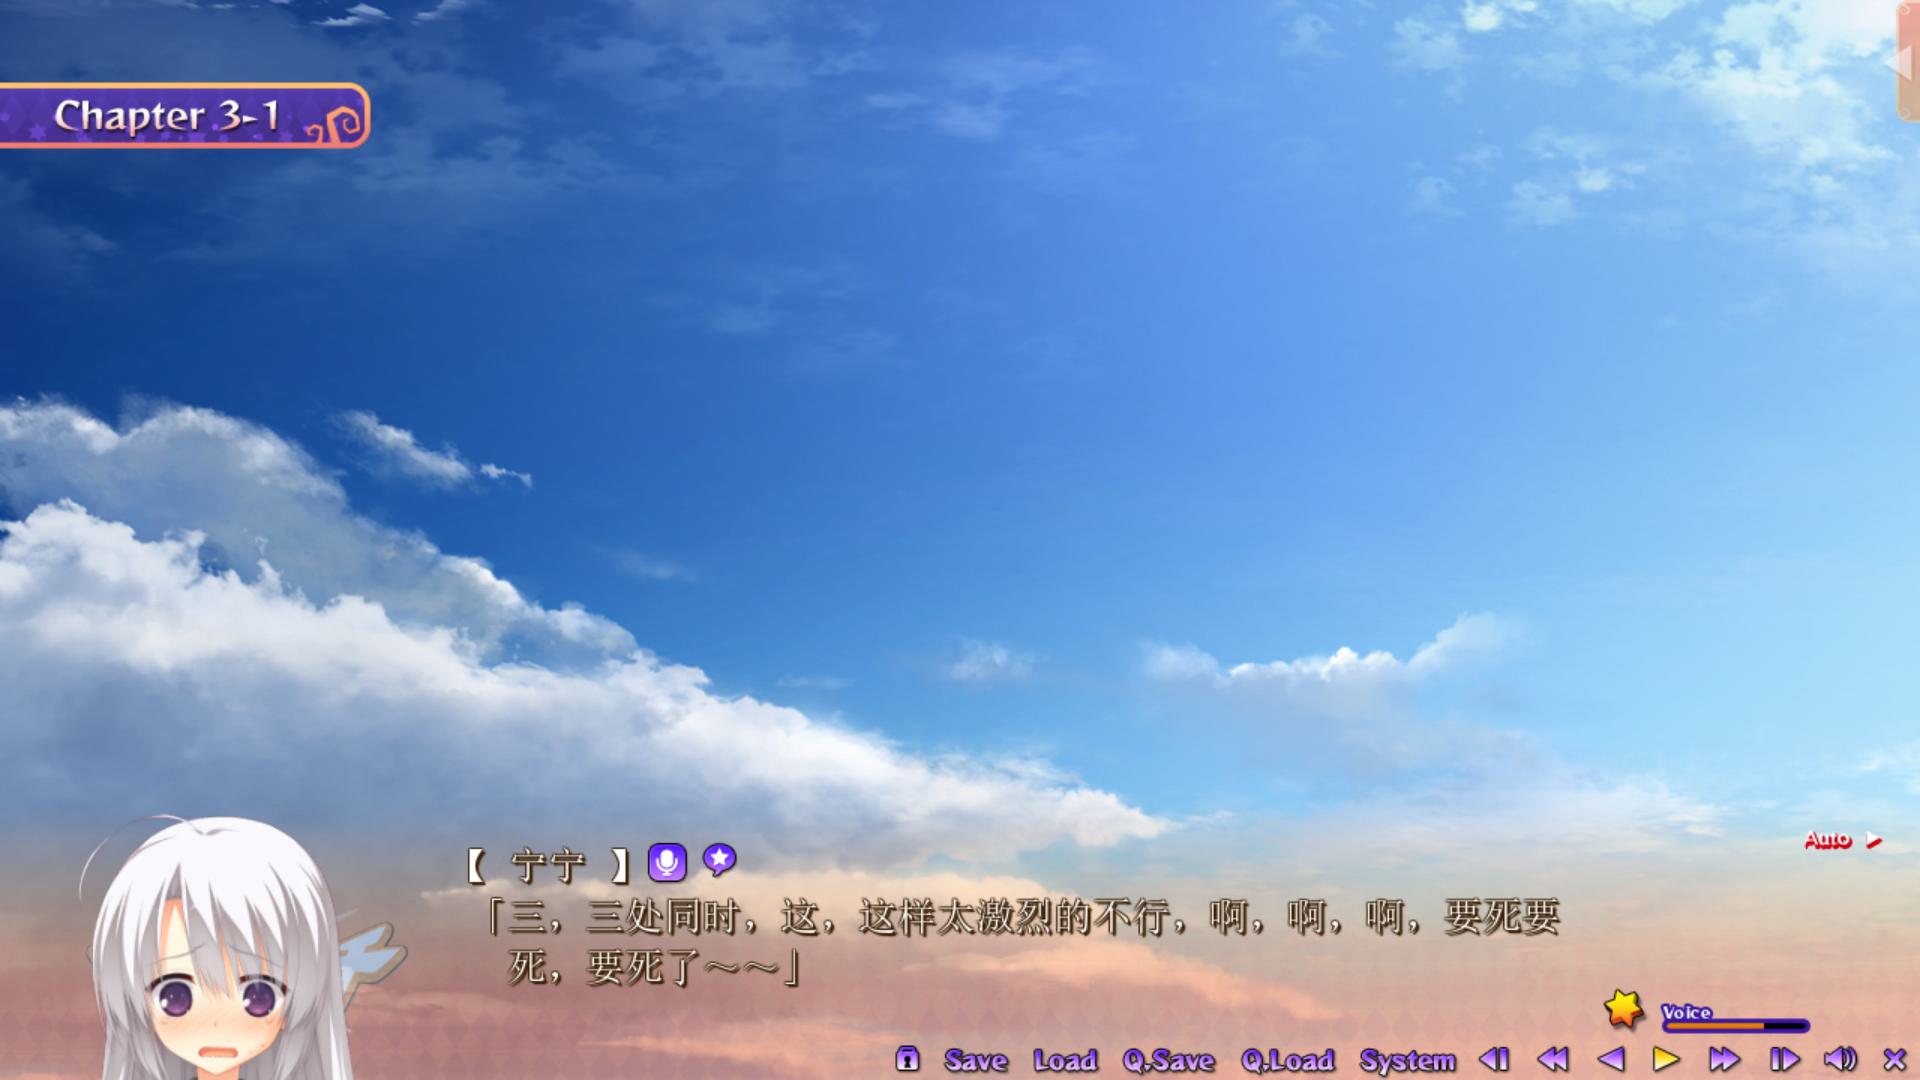 Chapter 3-1
【 宁宁 】
「三，三处同时，这，这样太激烈的不行，啊，啊，啊，要死要
死，要死了～～」
Auto
Voice
Save Load Q.Save Q.Load System